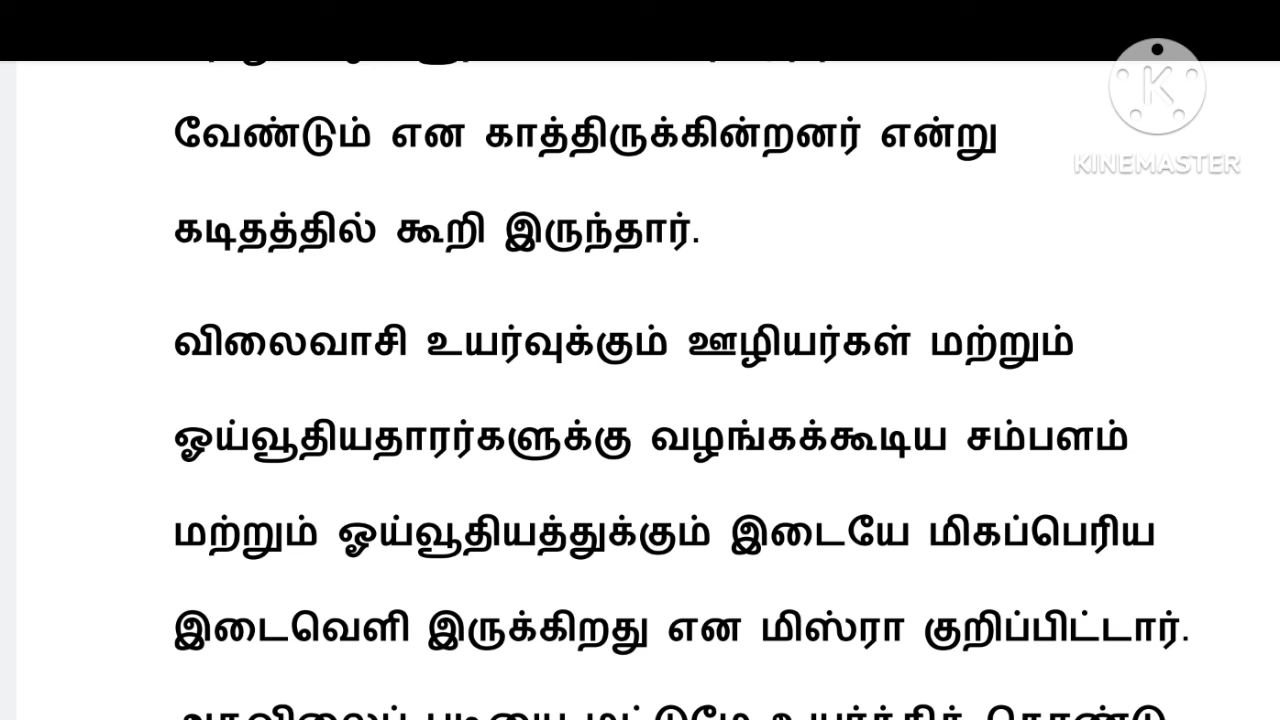 KINEMASTER
வேண்டும் என காத்திருக்கின்றனர் என்று
கடிதத்தில் கூறி இருந்தார்.
விலைவாசி உயர்வுக்கும் ஊழியர்கள் மற்றும்
ஓய்வூதியதாரர்களுக்கு வழங்கக்கூடிய சம்பளம்
மற்றும் ஓய்வூதியத்துக்கும் இடையே மிகப்பெரிய
இடைவெளி இருக்கிறது என மிஸ்ரா குறிப்பிட்டார்.